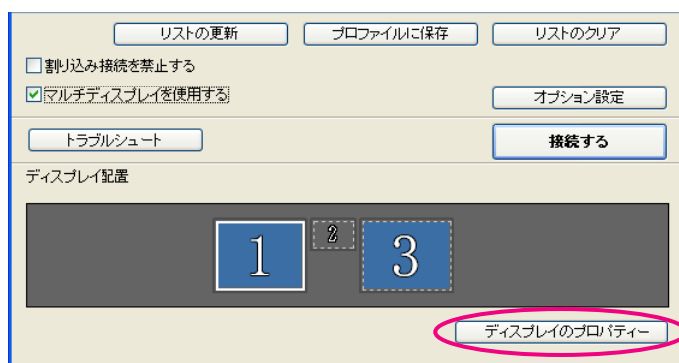 リストの更新 プロファイルに保存 リストのクリア
割り込み接続を禁止する
マルチディスプレイを使用する オプション設定
トラブルシュート 接続する
ディスプレイ配置
1 2 3
ディスプレイのプロパティー